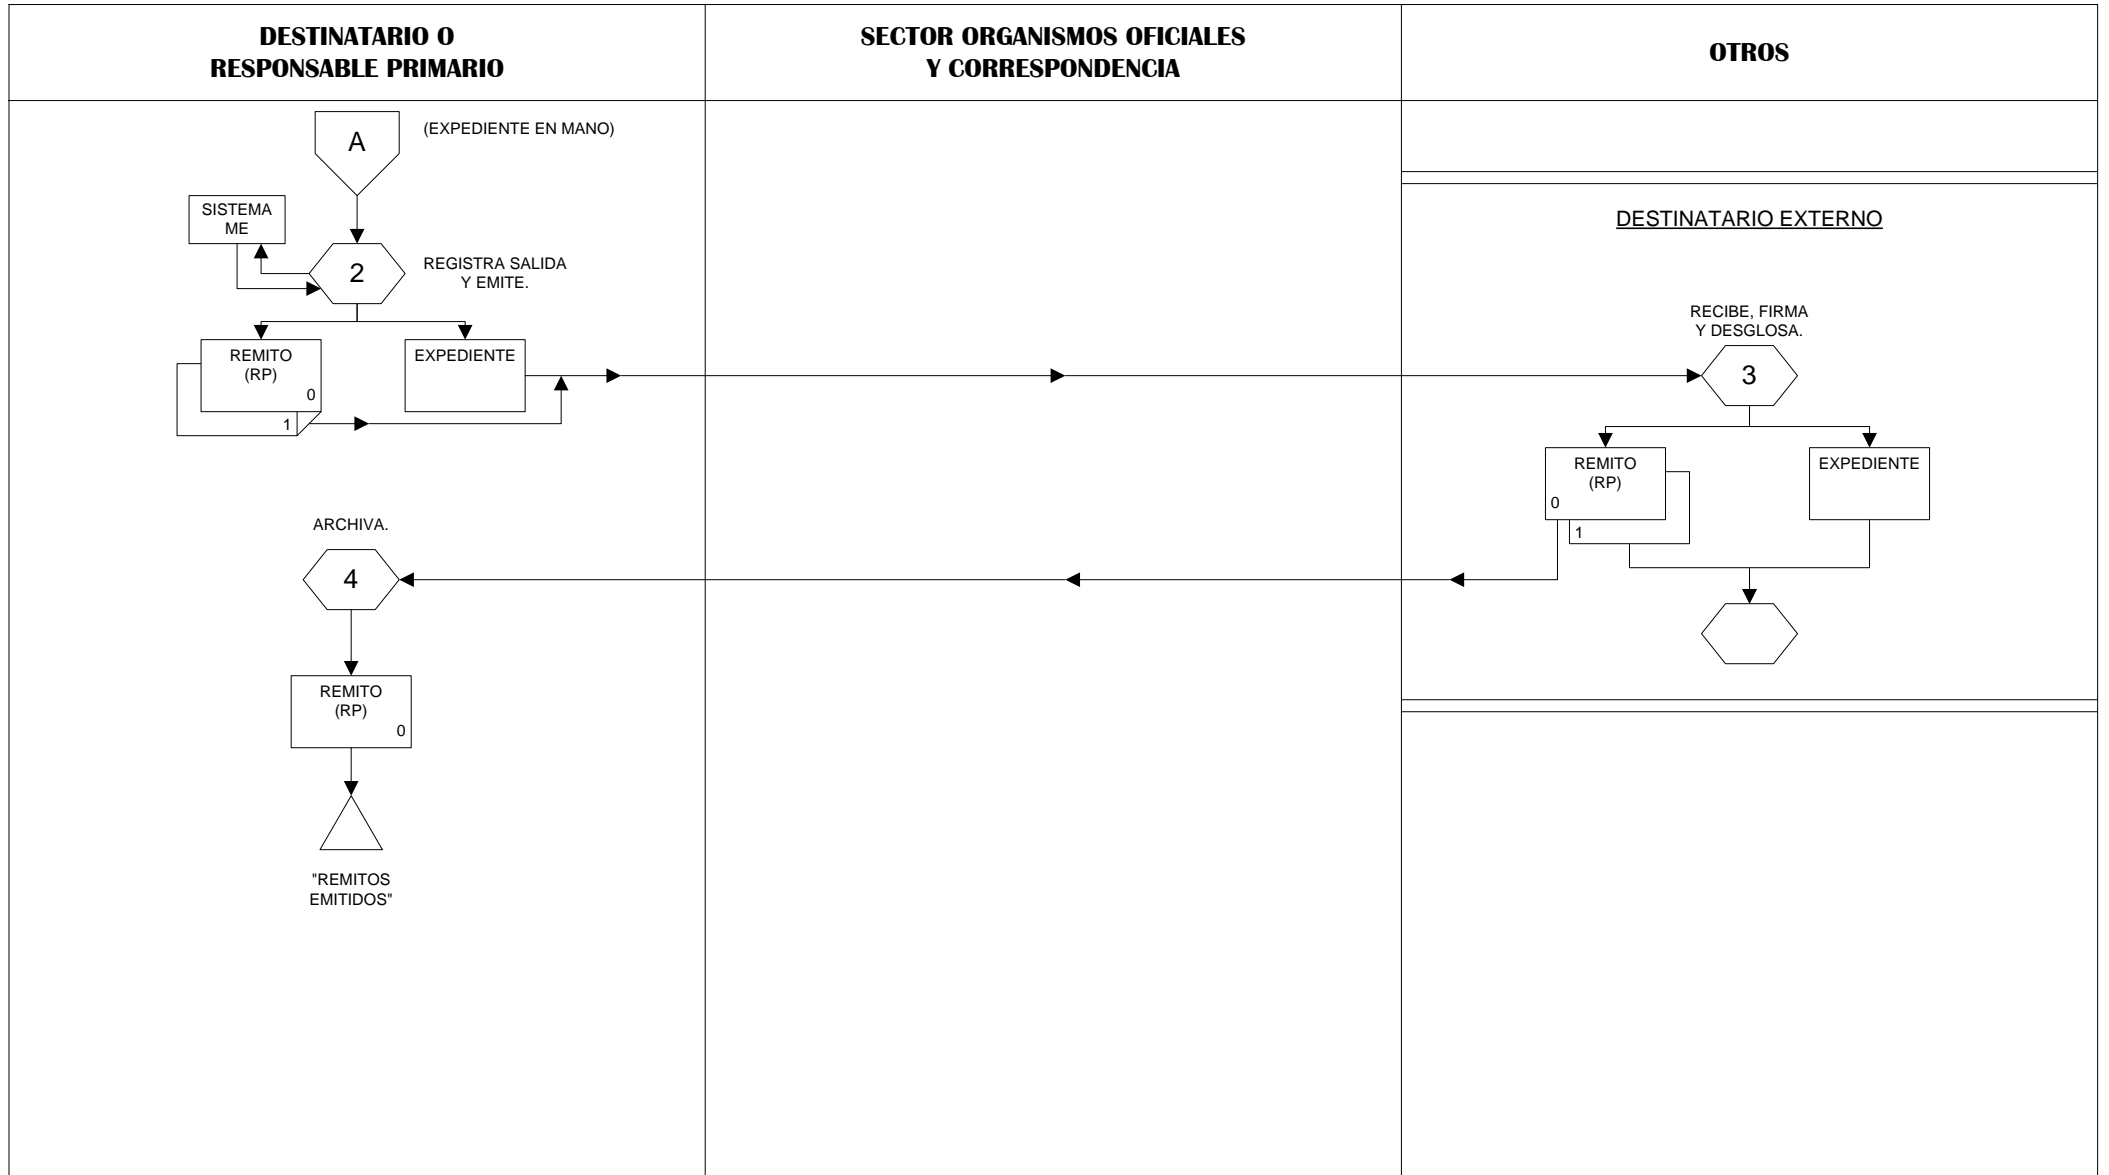 DESTINATARIO O
RESPONSABLE PRIMARIO
SECTOR ORGANISMOS OFICIALES
Y CORRESPONDENCIA
OTROS
A
(EXPEDIENTE EN MANO)
SISTEMA
ME
2
REGISTRA SALIDA
Y EMITE.
REMITO
(RP)
0
1
EXPEDIENTE
DESTINATARIO EXTERNO
RECIBE, FIRMA
Y DESGLOSA.
3
REMITO
(RP)
0
1
EXPEDIENTE
ARCHIVA.
4
REMITO
(RP)
0
"REMITOS
EMITIDOS"